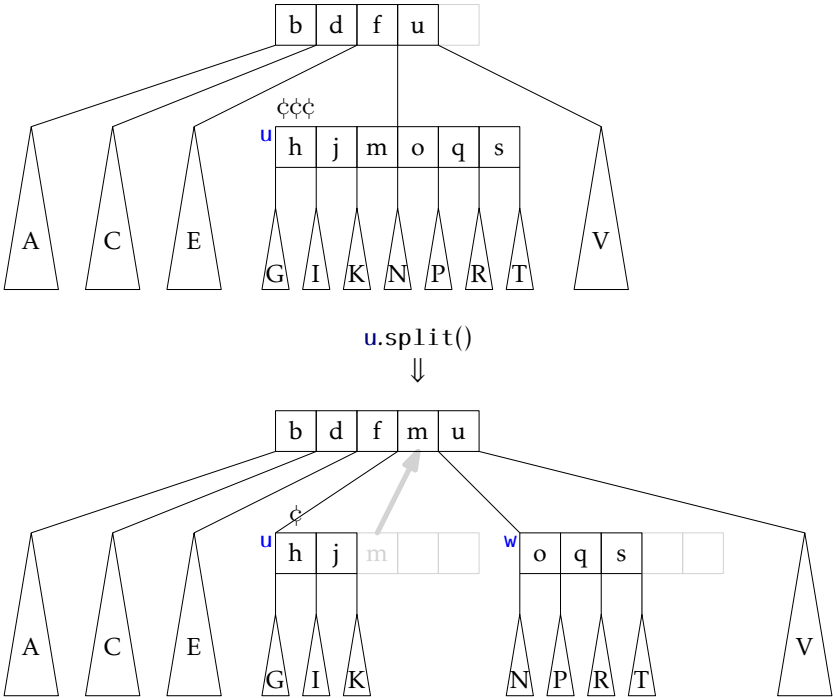 b d f u
¢¢¢
u h j m o q s
A C E G I K N P R T V
u.split()
⇓
b d f m u
¢
u h j m w o q s
A C E G I K N P R T V